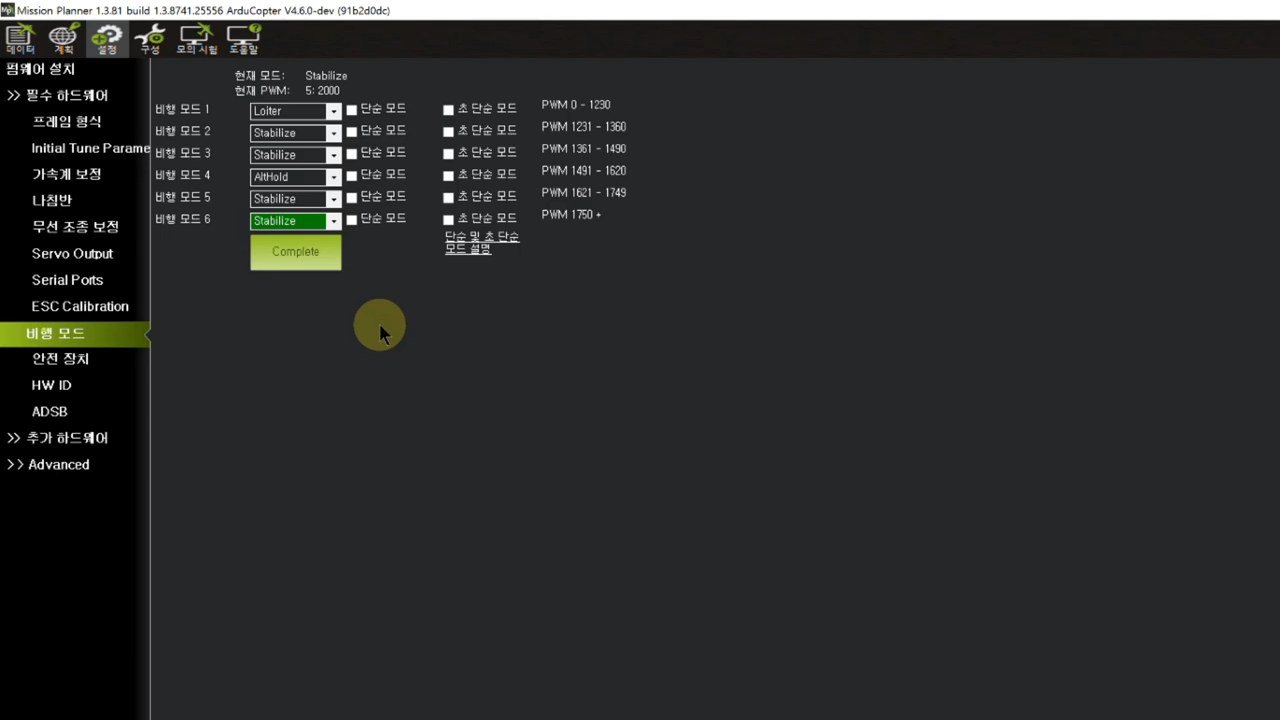 Mission Planner 1.3.81 build 1.3.8741.25556 ArduCopter V4.6.0-dev (91b2d0dc)
데이터 계획 설정 구성 모의 시험 도움말
펌웨어 설치
>> 필수 하드웨어
프레임 형식
Initial Tune Parame
가속계 보정
나침반
무선 조종 보정
Servo Output
Serial Ports
ESC Calibration
비행 모드
안전 장치
HW ID
ADSB
>> 추가 하드웨어
>> Advanced
현재 모드: Stabilize
현재 PWM: 5: 2000
비행 모드 1 Loiter 단순 모드 초 단순 모드 PWM 0 - 1230
비행 모드 2 Stabilize 단순 모드 초 단순 모드 PWM 1231 - 1360
비행 모드 3 Stabilize 단순 모드 초 단순 모드 PWM 1361 - 1490
비행 모드 4 AltHold 단순 모드 초 단순 모드 PWM 1491 - 1620
비행 모드 5 Stabilize 단순 모드 초 단순 모드 PWM 1621 - 1749
비행 모드 6 Stabilize 단순 모드 초 단순 모드 PWM 1750 +
단순 및 초 단순
모드 설명
Complete